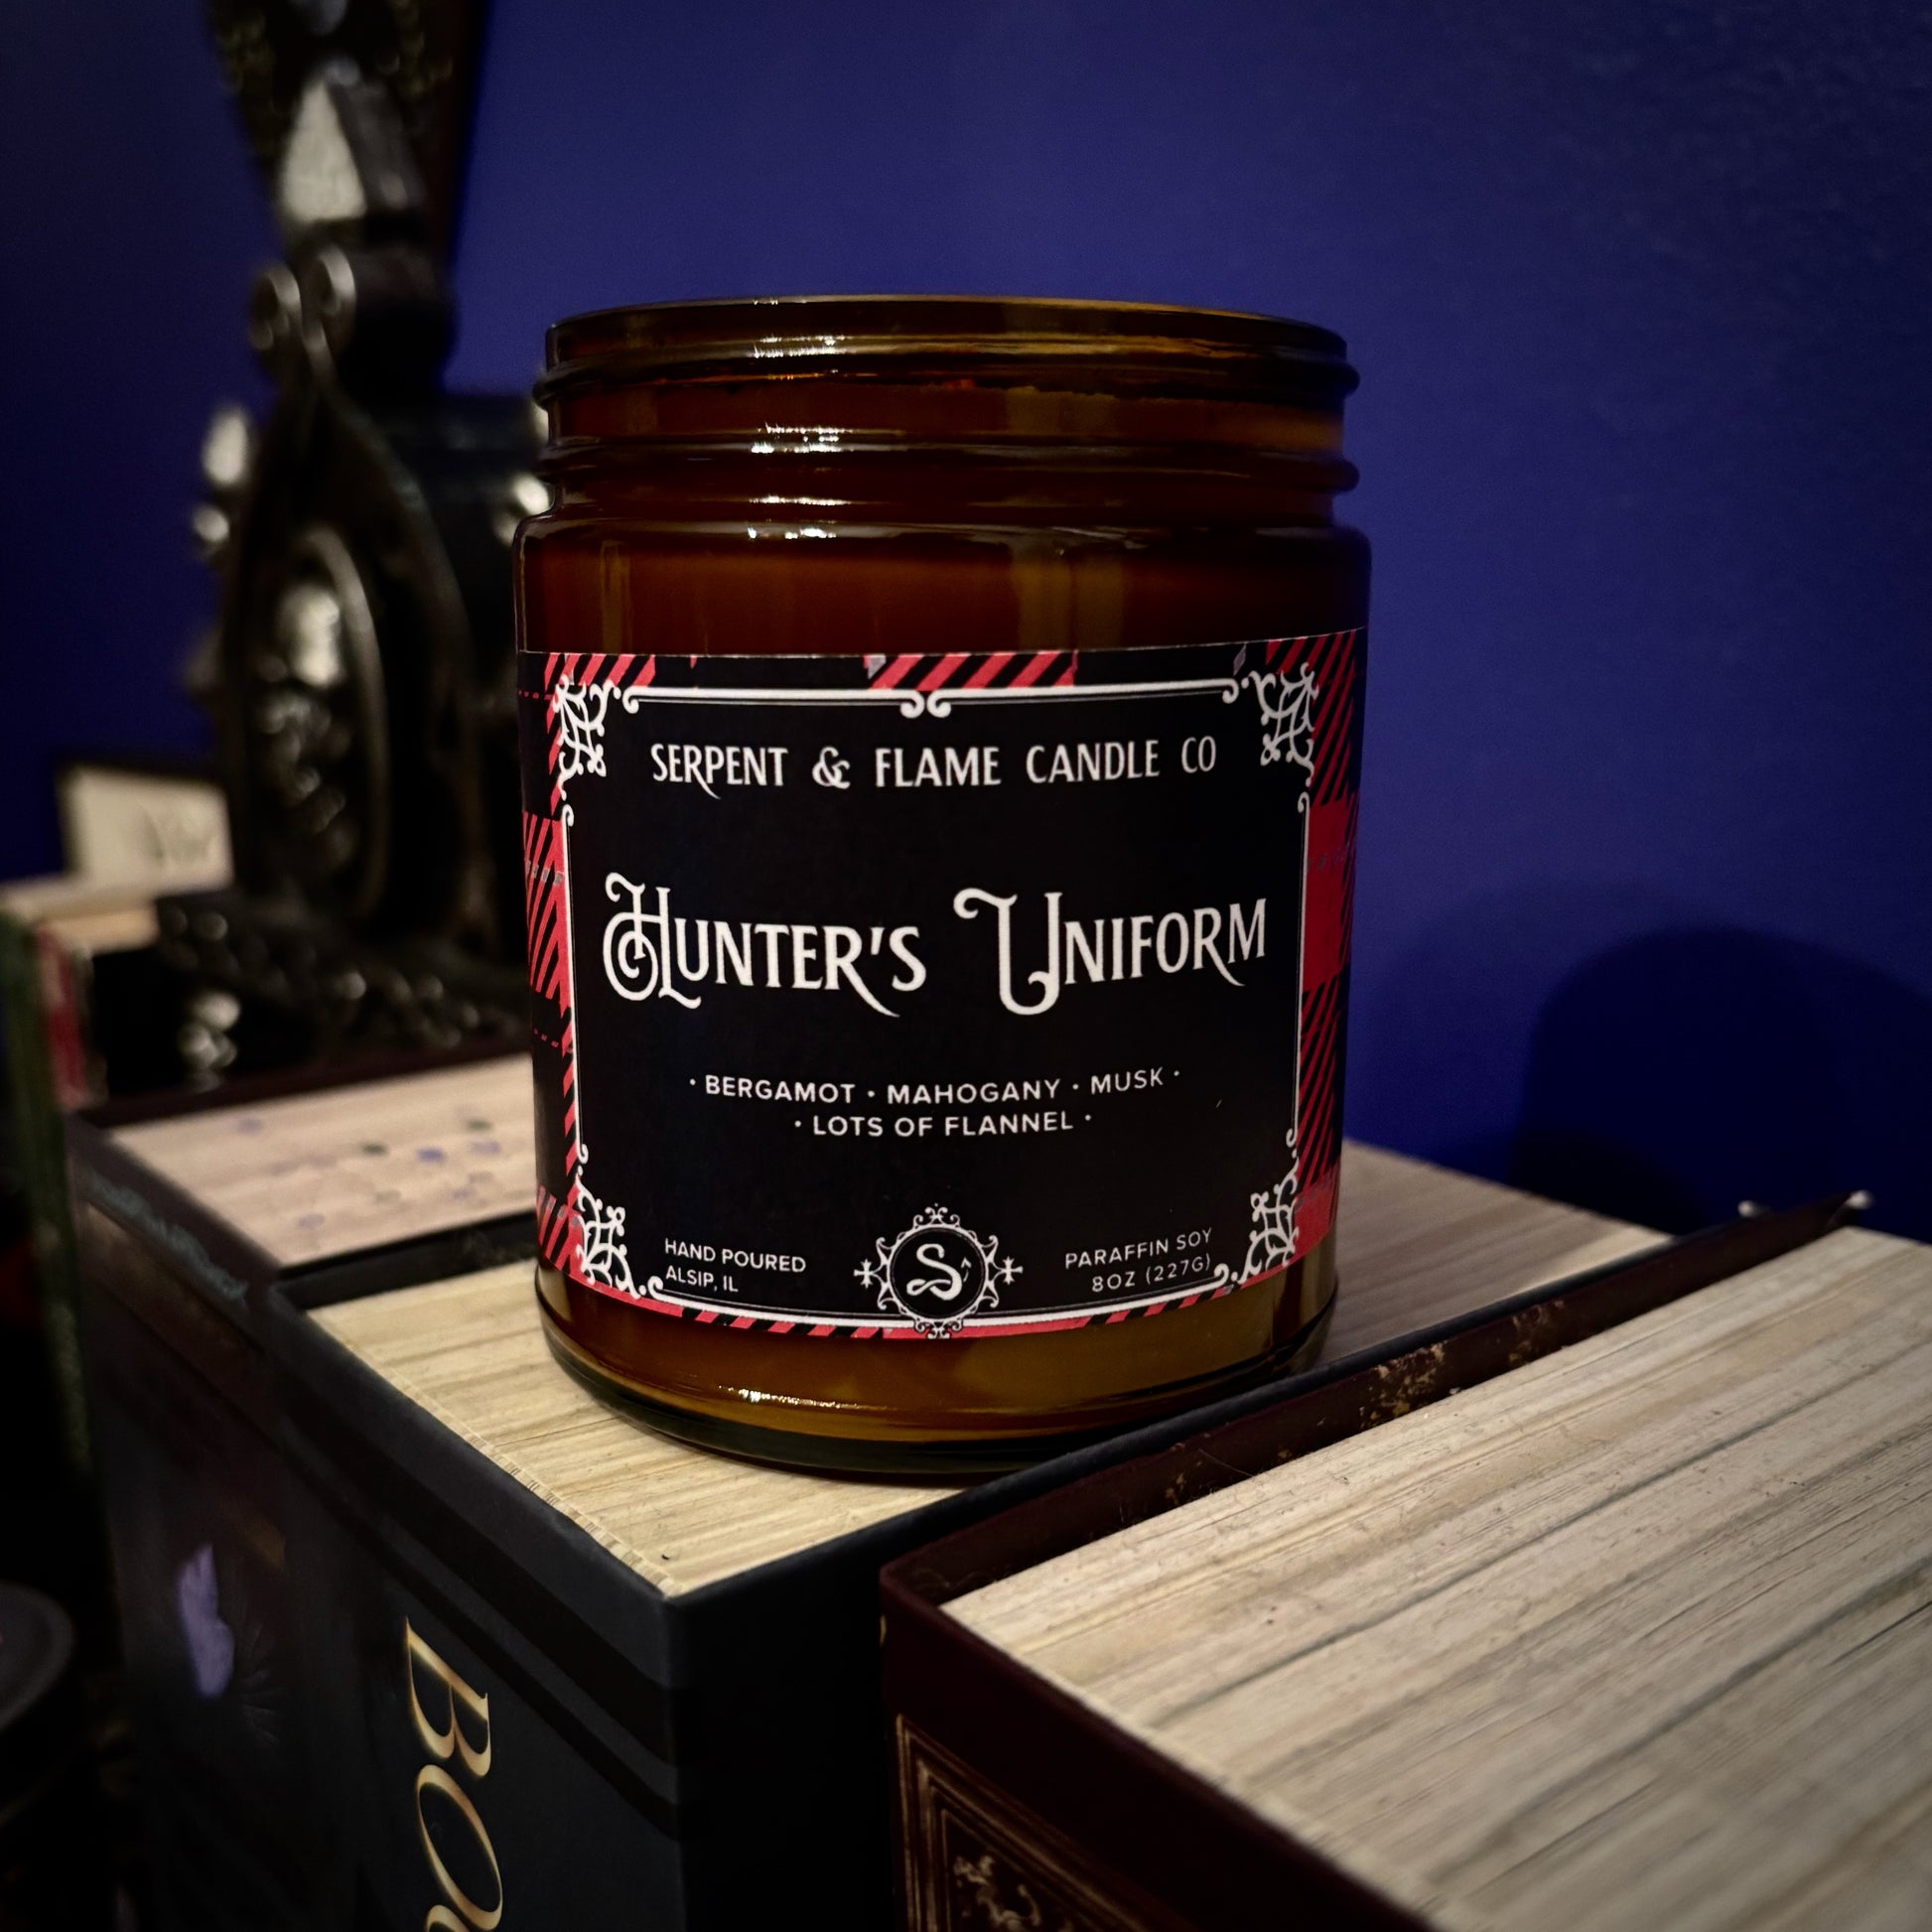 SERPENT & FLAME CANDLE CO
HUNTER'S UNIFORM
· BERGAMOT · MAHOGANY · MUSK ·
· LOTS OF FLANNEL ·
HAND POURED
ALSIP, IL
S
PARAFFIN SOY
8OZ (227G)